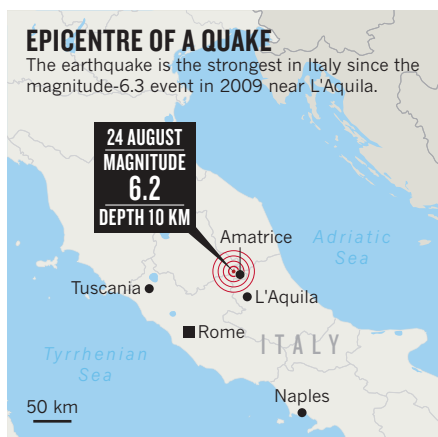 EPICENTRE OF A QUAKE
The earthquake is the strongest in Italy since the
magnitude-6.3 event in 2009 near L'Aquila.
24 AUGUST
MAGNITUDE
6.2
DEPTH 10 KM
Amatrice
Adriatic
Sea
Tuscania
L'Aquila
Rome
ITALY
Tyrrhenian
Sea
Naples
50 km